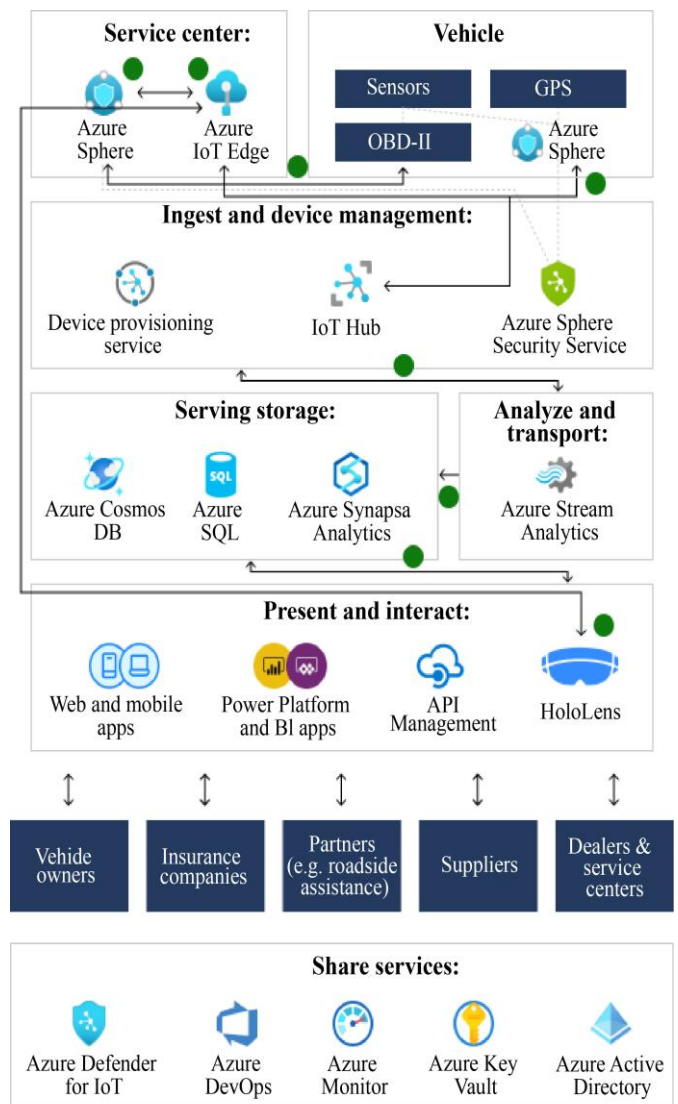 Service center:
Vehicle
Sensors
GPS
Azure
Sphere
Azure
IoT Edge
OBD-II
Azure
Sphere
Ingest and device management:
Device provisioning
service
IoT Hub
Azure Sphere
Security Service
Serving storage:
Analyze and
transport:
SQL
Azure Cosmos
DB
Azure
SQL
Azure Synapsa
Analytics
Azure Stream
Analytics
Present and interact:
Web and mobile
apps
Power Platform
and Bl apps
API
Management
HoloLens
Vehide
owners
Insurance
companies
Partners
(e.g. roadside
assistance)
Suppliers
Dealers &
service
centers
Share services:
Azure Defender
for IoT
Azure
DevOps
Azure
Monitor
Azure Key
Vault
Azure Active
Directory